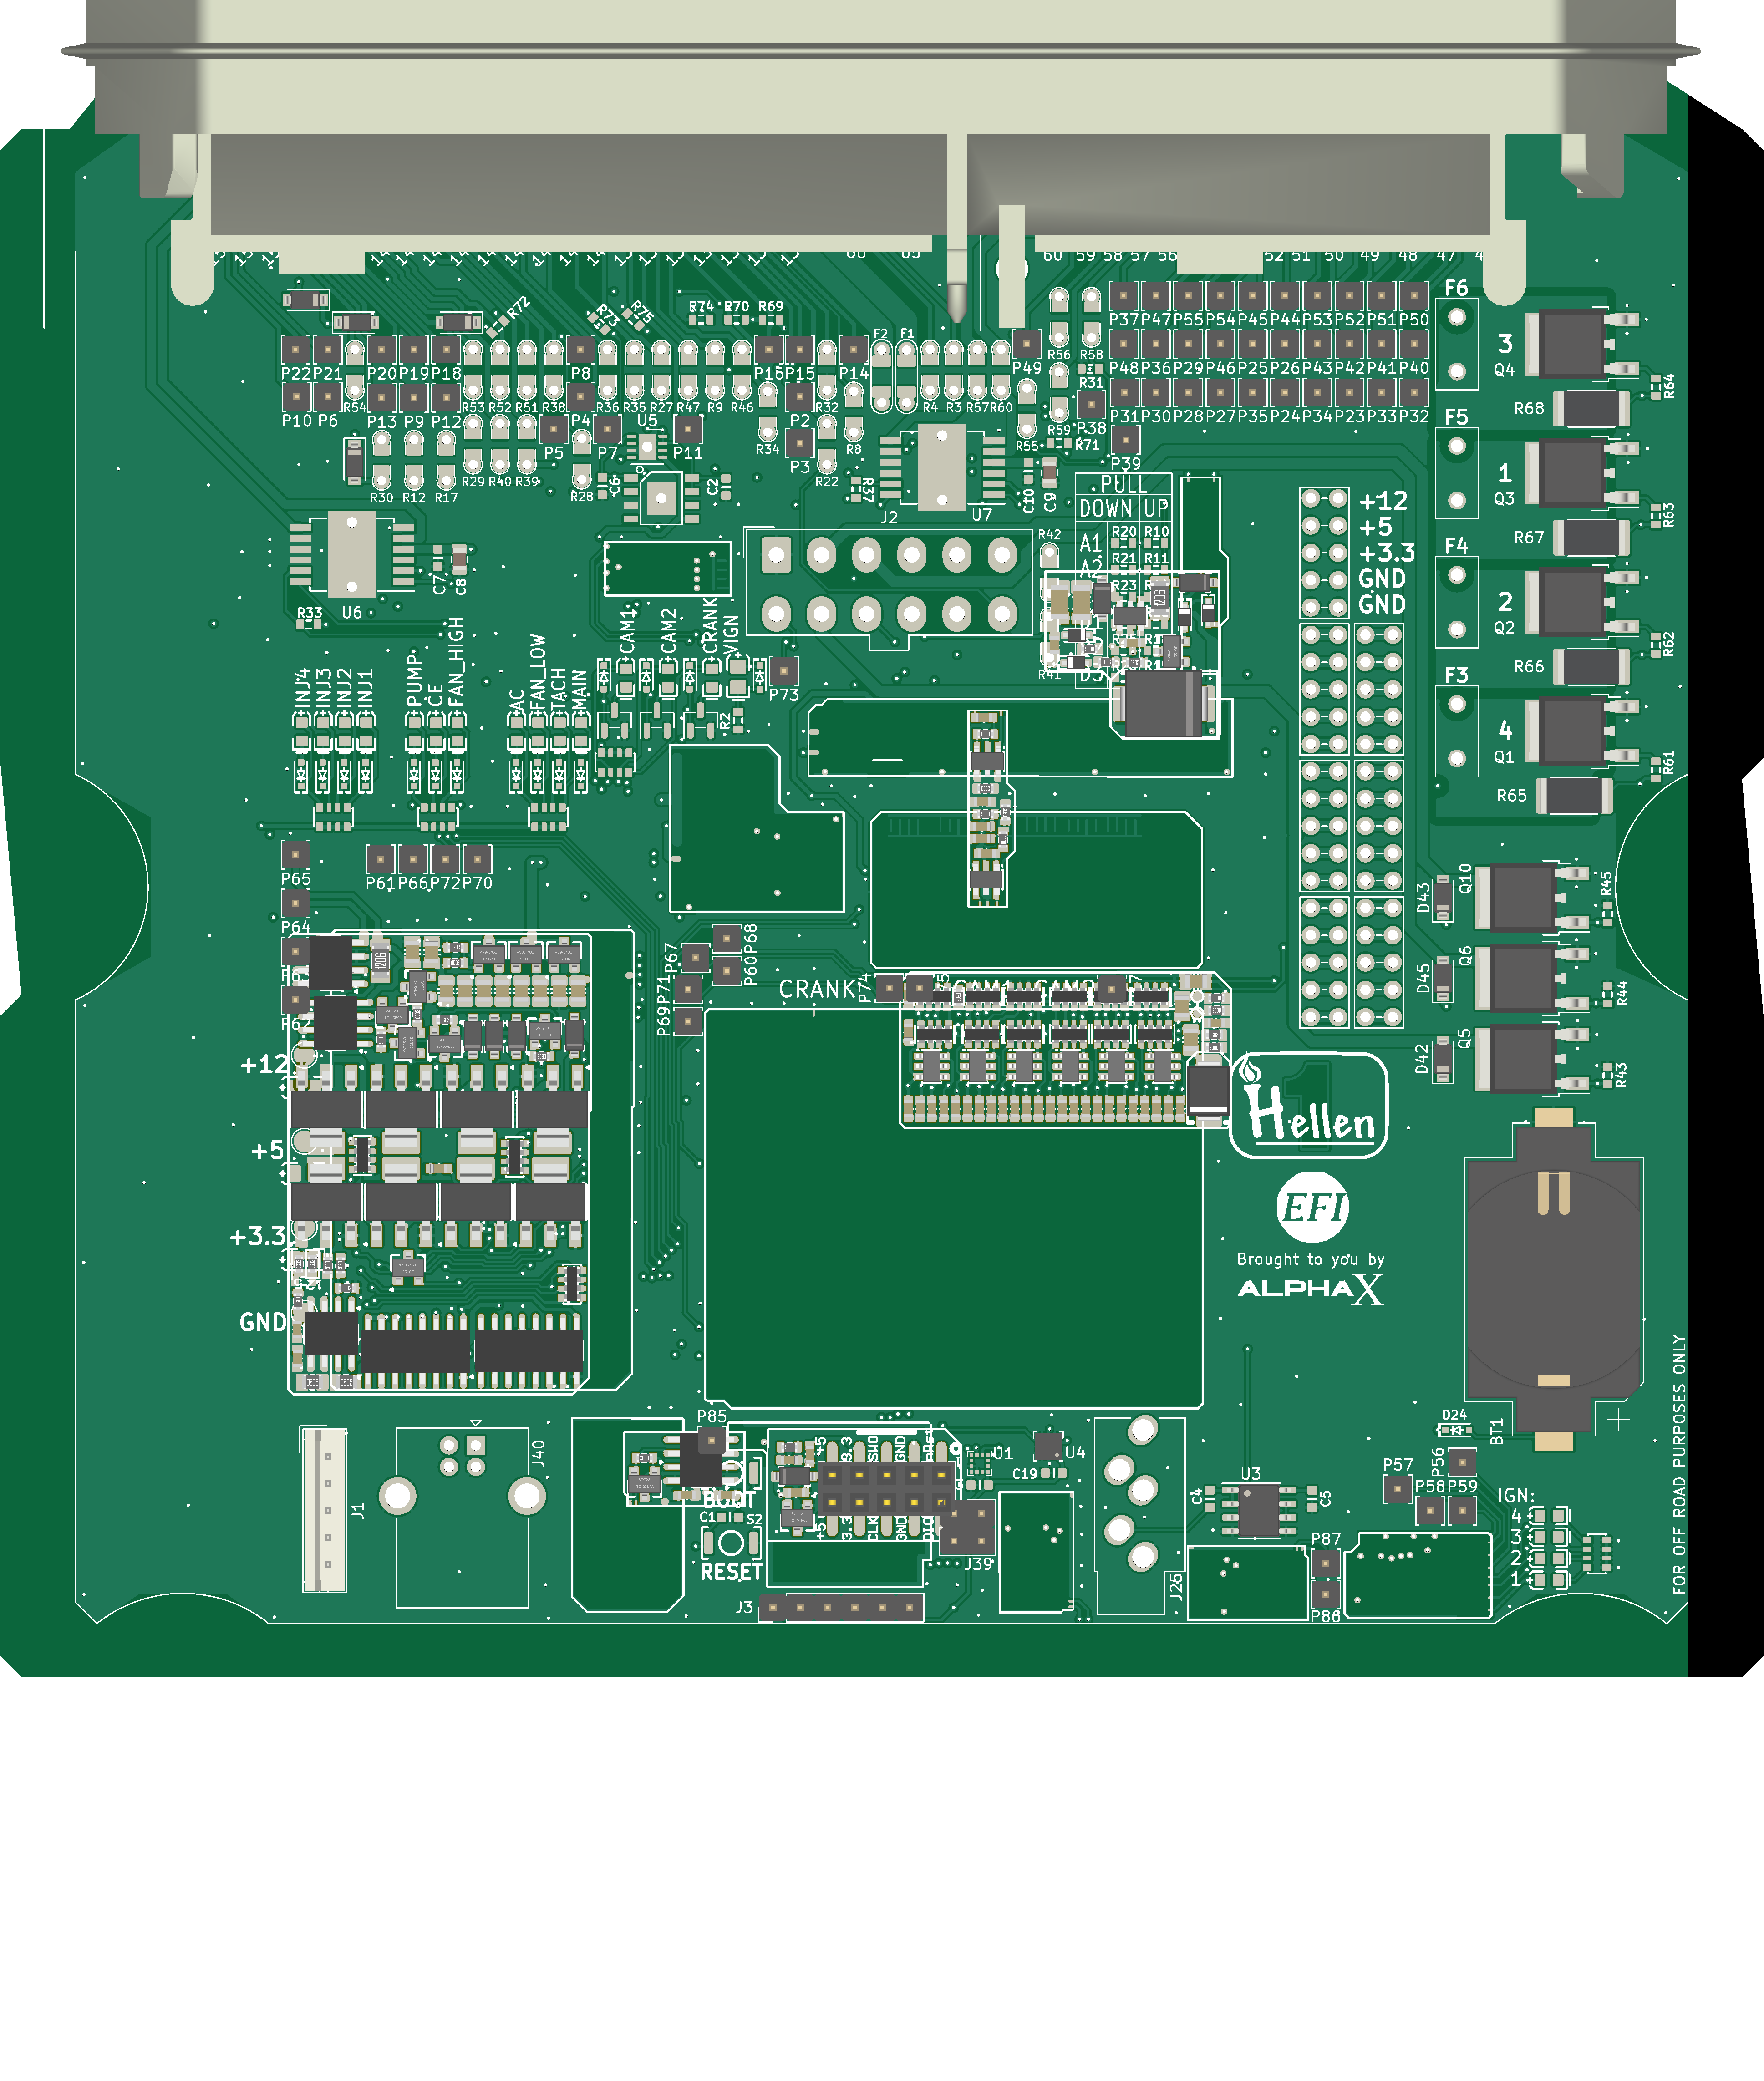 60 59 58 57 56
52 51 50 49 48 47
R72
R73
R75
R74 R70 R69
F2 F1
P37 P47 P55 P54 P45 P44 P53 P52 P51 P50
F6
3
Q4
R64
P22 P21 P20 P19 P18 P8 P16 P15 P14
P49
R56 R58
P48 P36 P29 P46 P25 P26 P43 P42 P41 P40
R31
R54 R53 R52 R51 R38 R36 R35 R27 R47 R9 R46 R32 R4 R3 R57 R60
R68
P10 P6 P13 P9 P12 P4 P2
P31 P30 P28 P27 P35 P24 P34 P23 P33 P32
P38
R59
U5
F5
P5 P7 P11 R34 P3 R8 R55 R71
P39
1
Q3
R63
R29 R40 R39 R22
R30 R12 R17 R28
C6 C2 R37
C10 C9
PULL
DOWN UP
J2 U7
+12
+5
+3.3
GND
GND
R67
R42
R20 R10
A1
R21 R11
A2
R23
F4
2
Q2
R62
C7 C8
U6
R33
R41
D3
R66
INJ4
INJ3
INJ2
INJ1
PUMP
CE
FAN_HIGH
AC
FAN_LOW
TACH
MAIN
CAM1
CAM2
CRANK
VIGN
P73
R2
F3
4
Q1
R61
R65
P65
P61 P66 P72 P70
P64
D43
Q10
R45
P67
P68
P60
P62
P71
P69
CRANK
P74
D45
Q6
R44
D42
Q5
R43
+12
+5
+3.3
GND
Hellen
1
EFI
Brought to you by
ALPHAX
FOR OFF ROAD PURPOSES ONLY
D24
BT1
J1
J40
P85
BOOT
C1 S2
RESET
+5 3.3 SWO GND
+5 3.3 CLK GND DIO
U1
U4
C19
J39
J3
J25
U3
C4 C5
P87
P86
P57
P56
P58 P59
IGN:
4
3
2
1